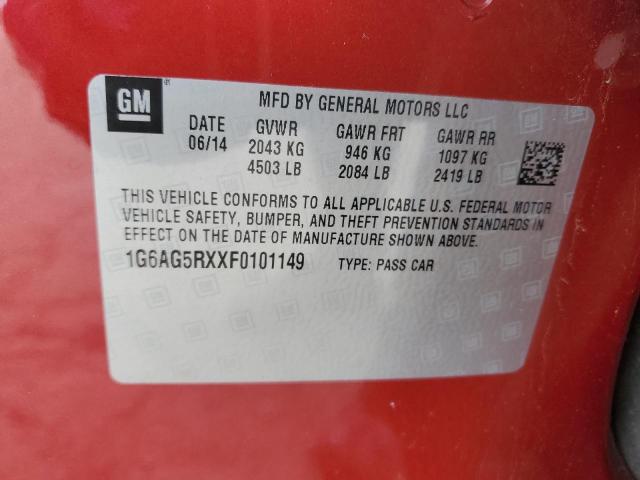 GM
MFD BY GENERAL MOTORS LLC
DATE GVWR GAWR FRT GAWR RR
06/14 2043 KG 946 KG 1097 KG
4503 LB 2084 LB 2419 LB
THIS VEHICLE CONFORMS TO ALL APPLICABLE U.S. FEDERAL MOTOR
VEHICLE SAFETY, BUMPER, AND THEFT PREVENTION STANDARDS
IN EFFECT ON THE DATE OF MANUFACTURE SHOWN ABOVE.
1G6AG5RXXF0101149 TYPE: PASS CAR